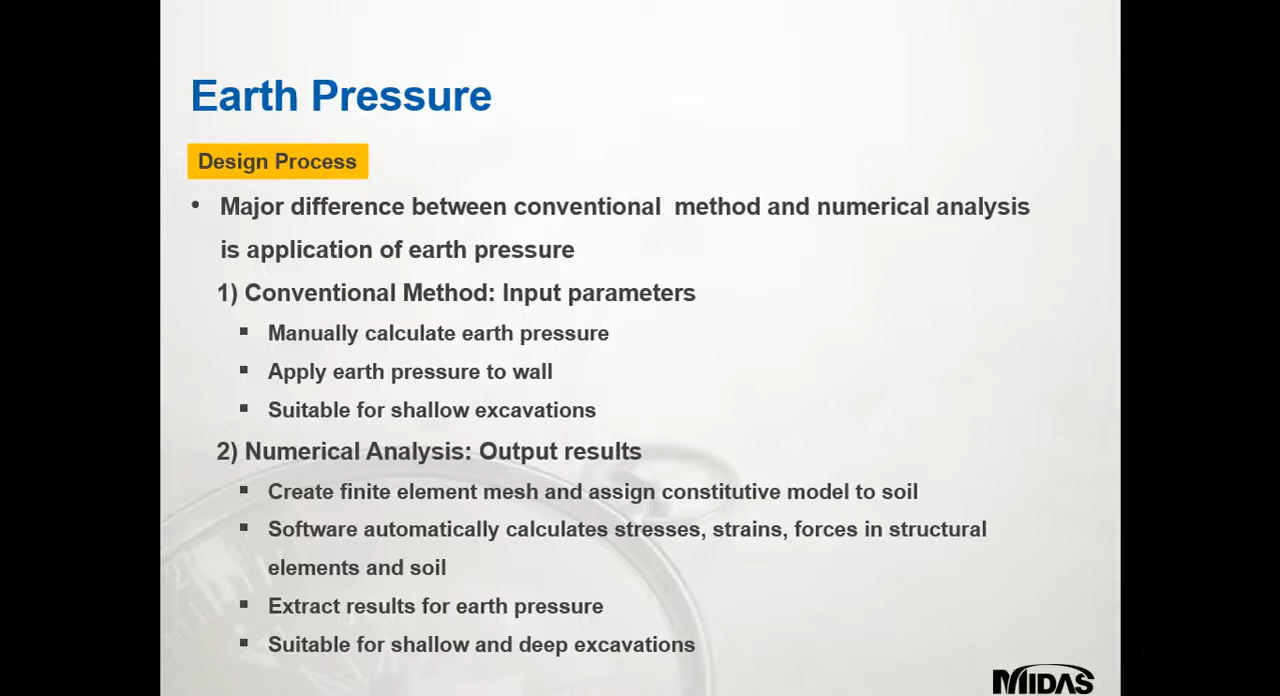 Earth Pressure
Design Process
• Major difference between conventional method and numerical analysis
is application of earth pressure
1) Conventional Method: Input parameters
▪ Manually calculate earth pressure
▪ Apply earth pressure to wall
▪ Suitable for shallow excavations
2) Numerical Analysis: Output results
▪ Create finite element mesh and assign constitutive model to soil
▪ Software automatically calculates stresses, strains, forces in structural
elements and soil
▪ Extract results for earth pressure
▪ Suitable for shallow and deep excavations
MIDAS